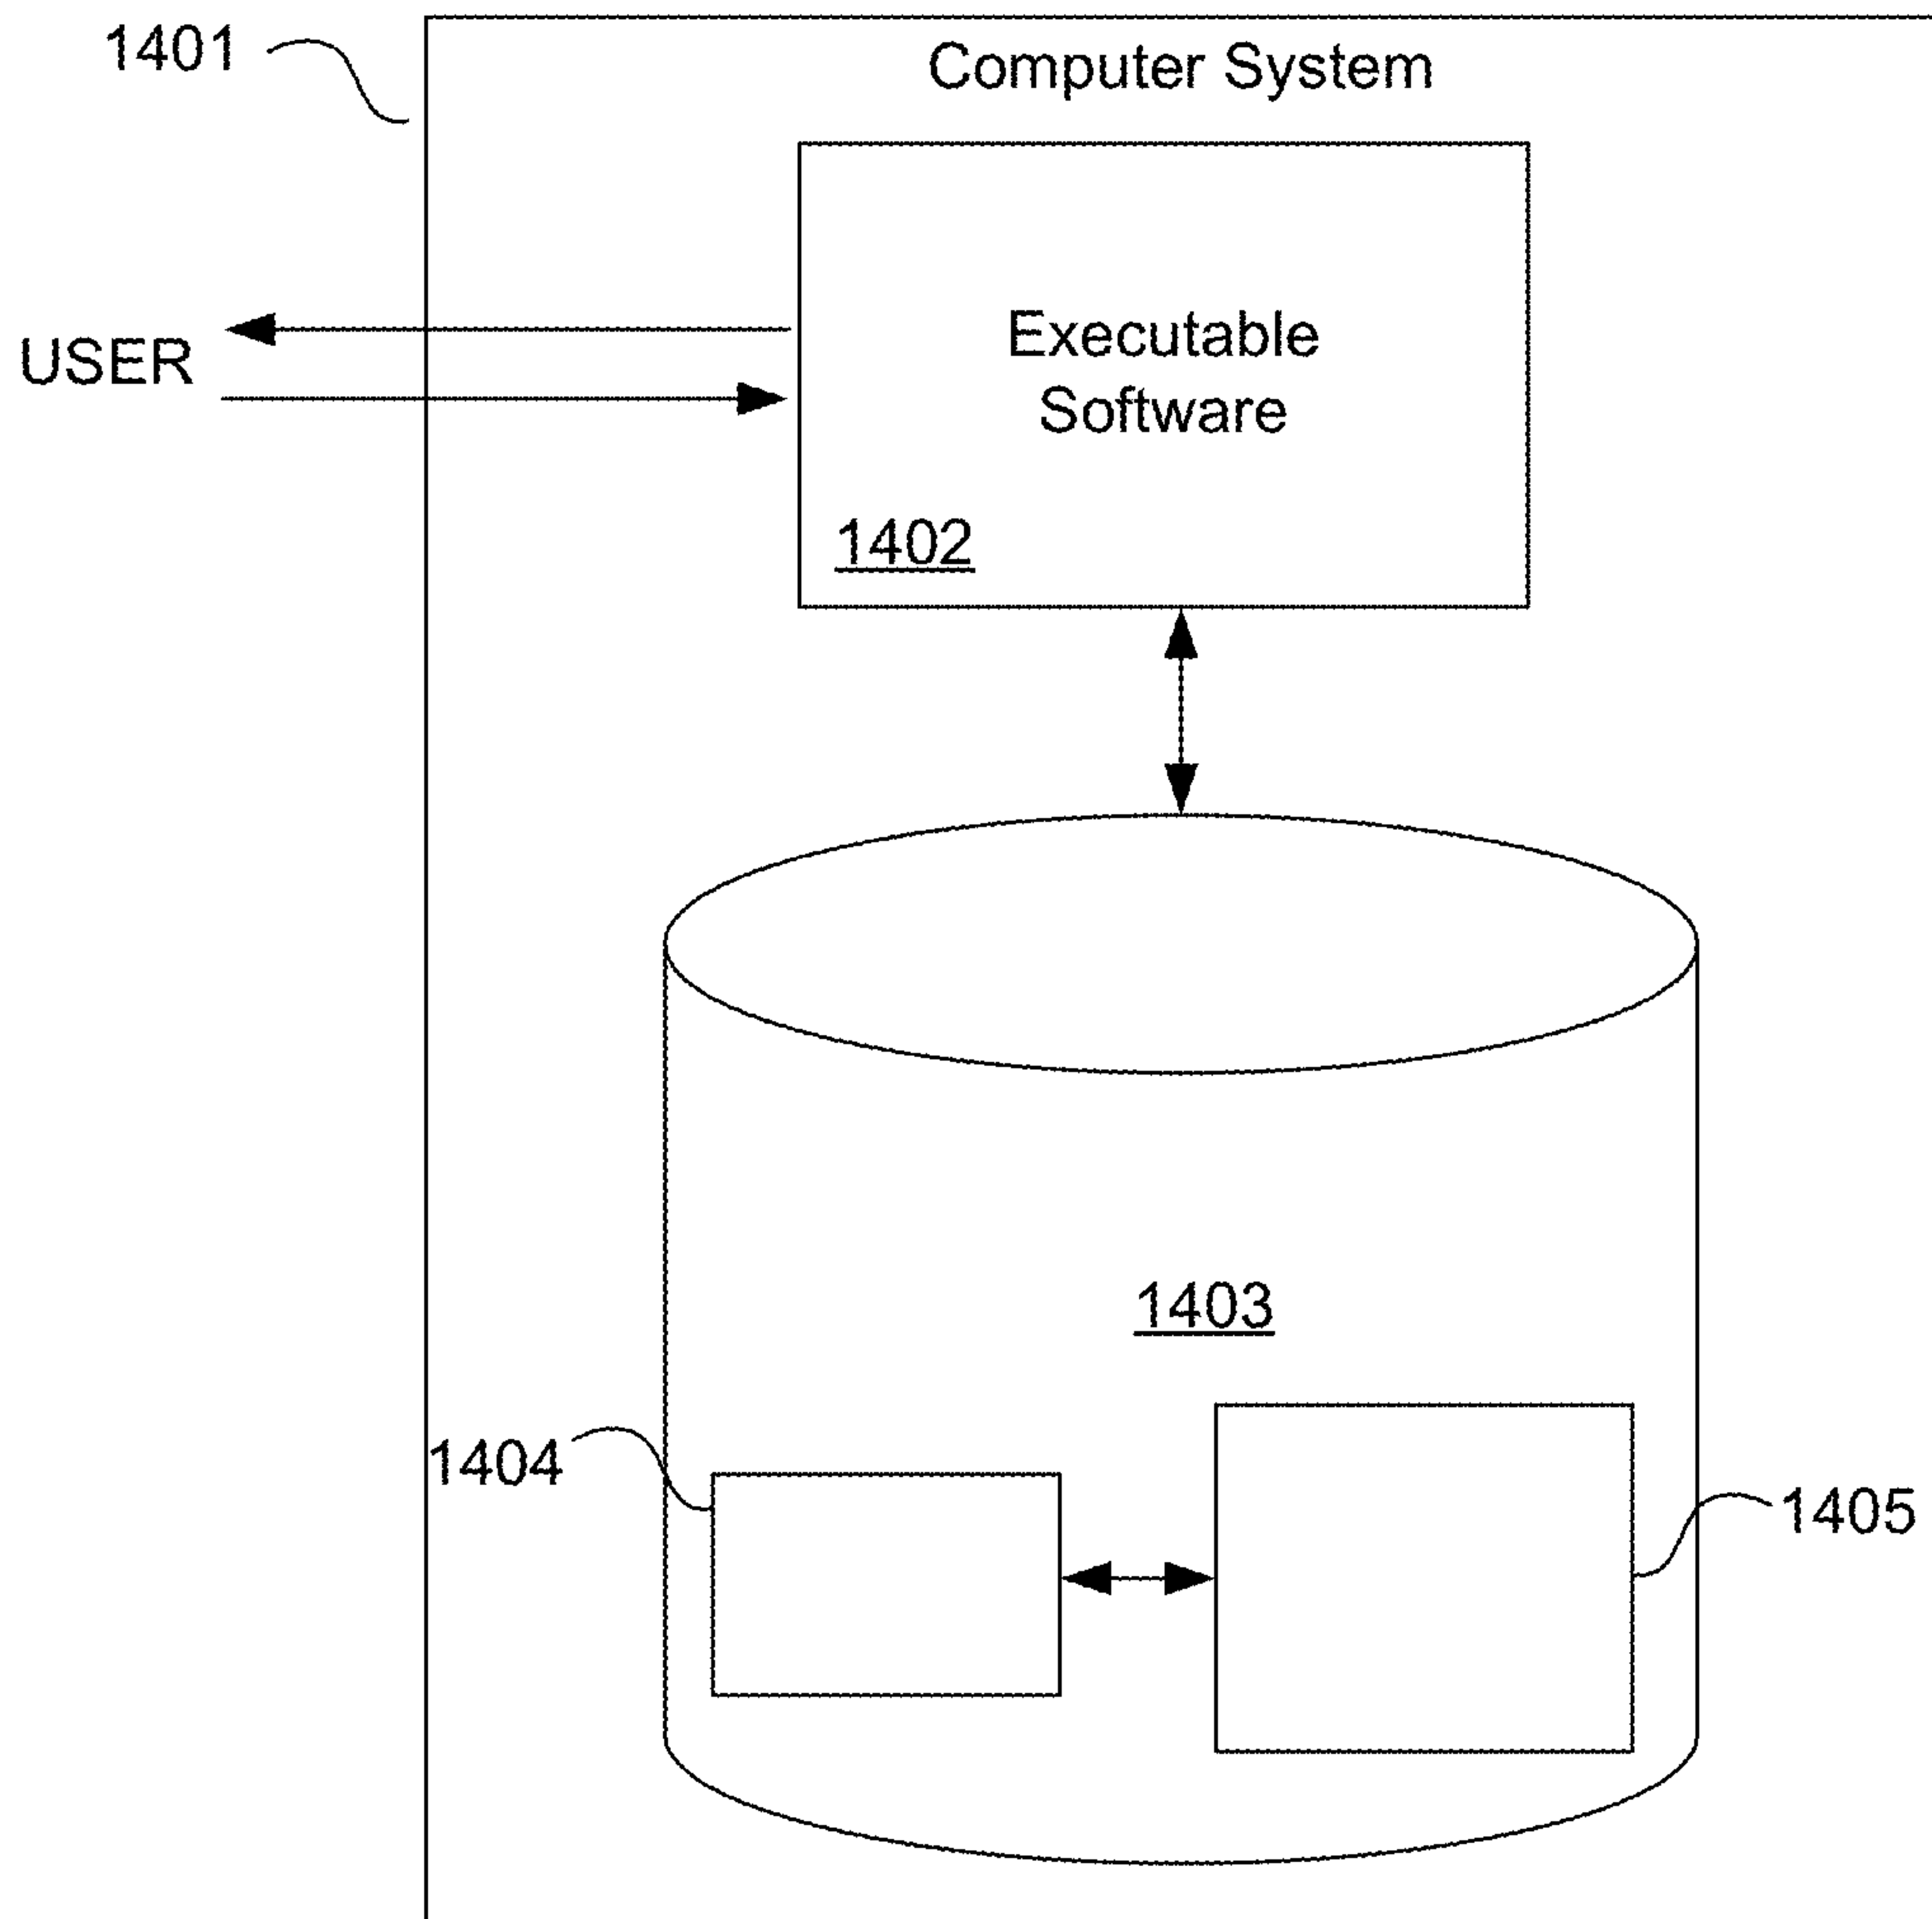 1401
Computer System
Executable
Software
USER
1402
1403
1404
1405